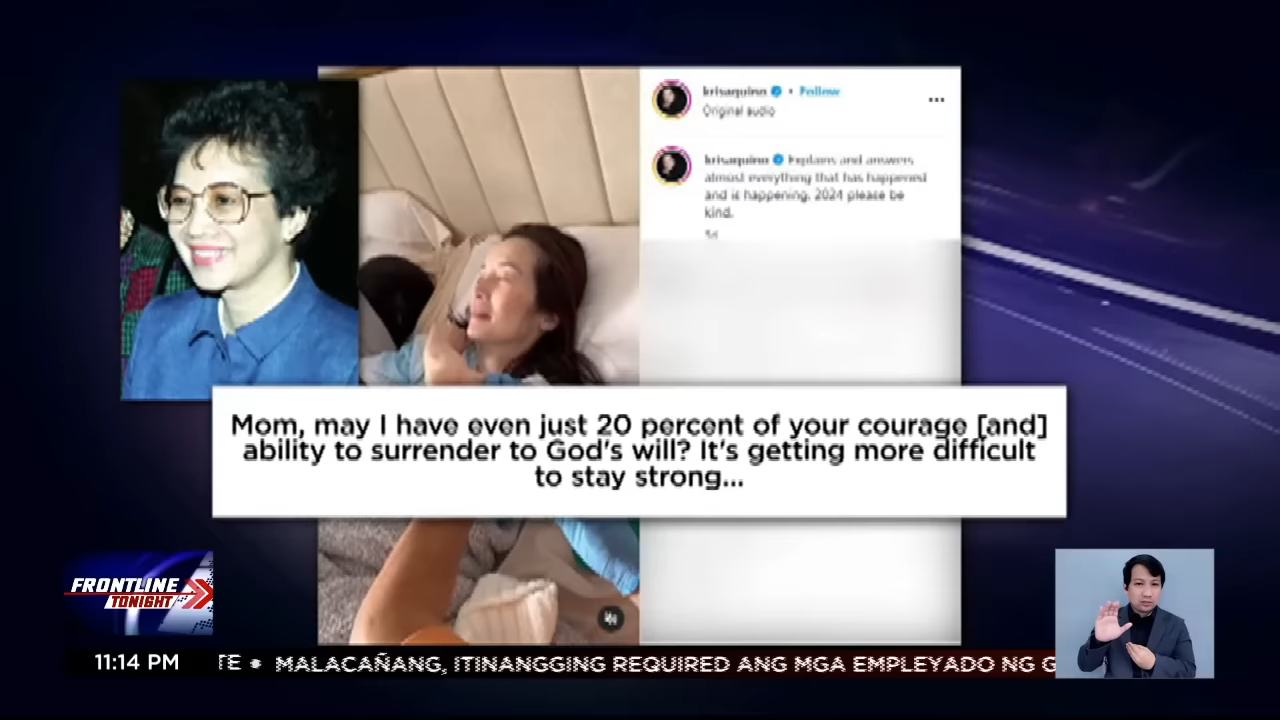 krisaquino • Follow
Original audio
krisaquino Explains and answers
almost everything that has happened
and is happening. 2024 please be
kind.
Mom, may I have even just 20 percent of your courage [and]
ability to surrender to God's will? It's getting more difficult
to stay strong...
FRONTLINE
TONIGHT
11:14 PM TE • MALACAÑANG, ITINANGGING REQUIRED ANG MGA EMPLEYADO NG G